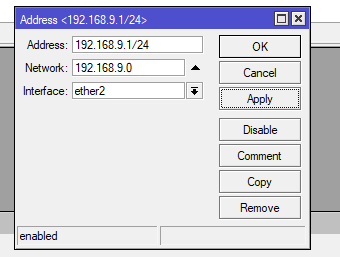 Address <192.168.9.1/24>
Address: 192.168.9.1/24
OK
Network: 192.168.9.0
Cancel
Interface: ether2
Apply
Disable
Comment
Copy
Remove
enabled